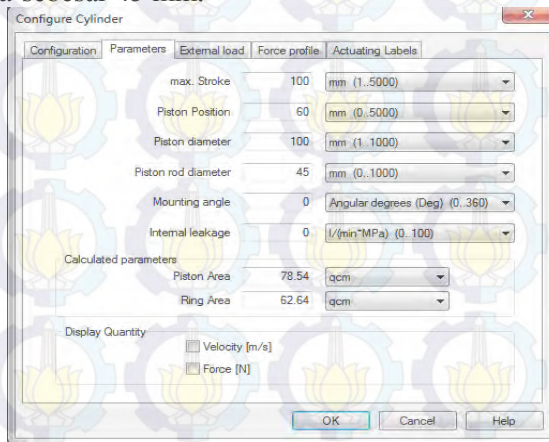 sebesar 45 mm.
Configure Cylinder
Configuration Parameters External load Force profile Actuating Labels
max. Stroke 100 mm (1..5000)
Piston Position 60 mm (0..5000)
Piston diameter 100 mm (1..1000)
Piston rod diameter 45 mm (0..1000)
Mounting angle 0 Angular degrees (Deg) (0..360)
Internal leakage 0 l/(min*MPa) (0..100)
Calculated parameters
Piston Area 78.54 qcm
Ring Area 62.64 qcm
Display Quantity
Velocity [m/s]
Force [N]
OK Cancel Help